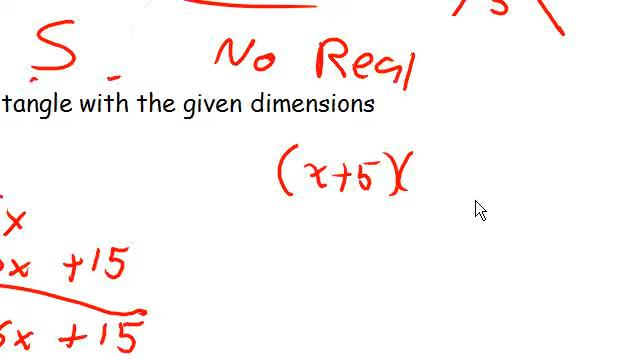 S No Real
tangle with the given dimensions
(x+5)(
x
x +15
x +15